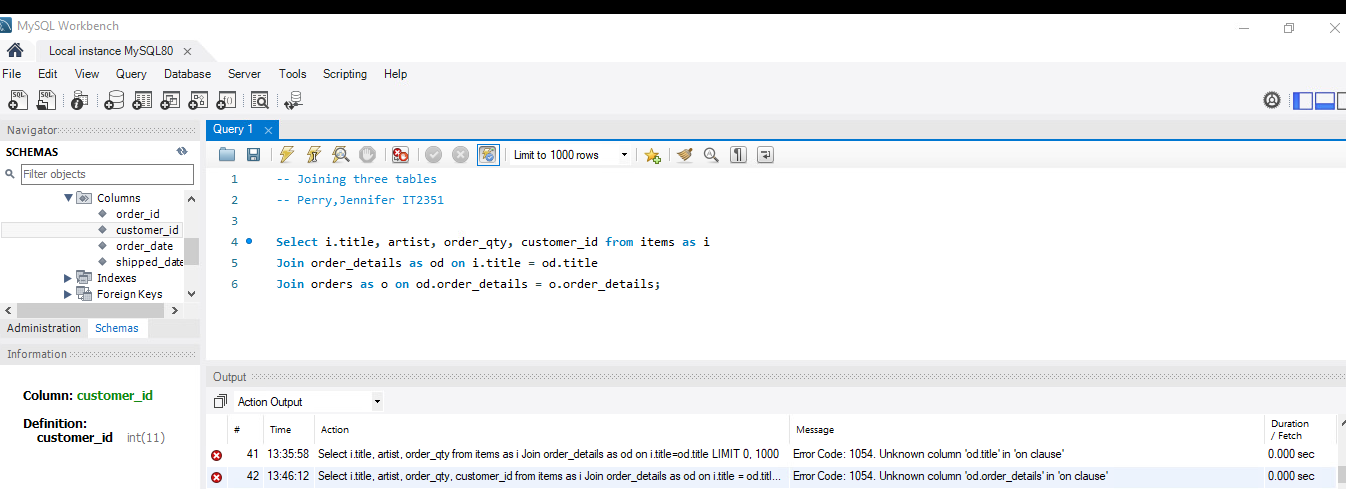 MySQL Workbench
Local instance MySQL80
File Edit View Query Database Server Tools Scripting Help
Navigator
SCHEMAS
Filter objects
Columns
order_id
customer_id
order_date
shipped_date
Indexes
Foreign Keys
Administration Schemas
Information
Column: customer_id
Definition:
customer_id int(11)
Query 1
Limit to 1000 rows
1 -- Joining three tables
2 -- Perry,Jennifer IT2351
3
4 Select i.title, artist, order_qty, customer_id from items as i
5 Join order_details as od on i.title = od.title
6 Join orders as o on od.order_details = o.order_details;
Output
Action Output
# Time Action Message Duration / Fetch
41 13:35:58 Select i.title, artist, order_qty from items as i Join order_details as od on i.title=od.title LIMIT 0, 1000 Error Code: 1054. Unknown column 'od.title' in 'on clause' 0.000 sec
42 13:46:12 Select i.title, artist, order_qty, customer_id from items as i Join order_details as od on i.title = od.titl... Error Code: 1054. Unknown column 'od.order_details' in 'on clause' 0.000 sec